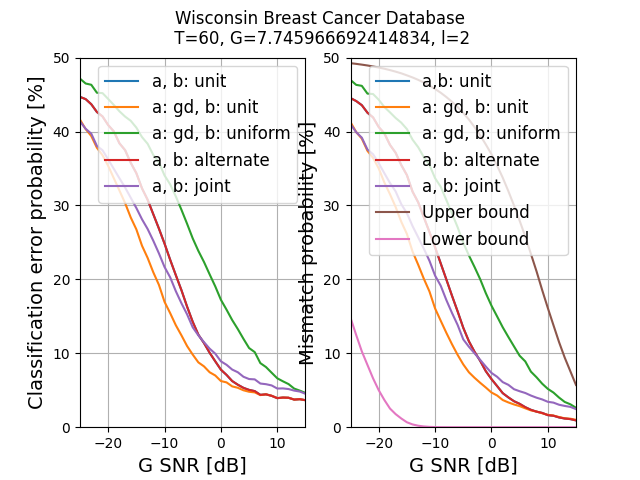 Wisconsin Breast Cancer Database
T=60, G=7.745966692414834, l=2
Classification error probability [%]
50
40
30
20
10
0
−20
−10
0
10
G SNR [dB]
a, b: unit
a: gd, b: unit
a: gd, b: uniform
a, b: alternate
a, b: joint
Mismatch probability [%]
50
40
30
20
10
0
−20
−10
0
10
G SNR [dB]
a,b: unit
a: gd, b: unit
a: gd, b: uniform
a, b: alternate
a, b: joint
Upper bound
Lower bound